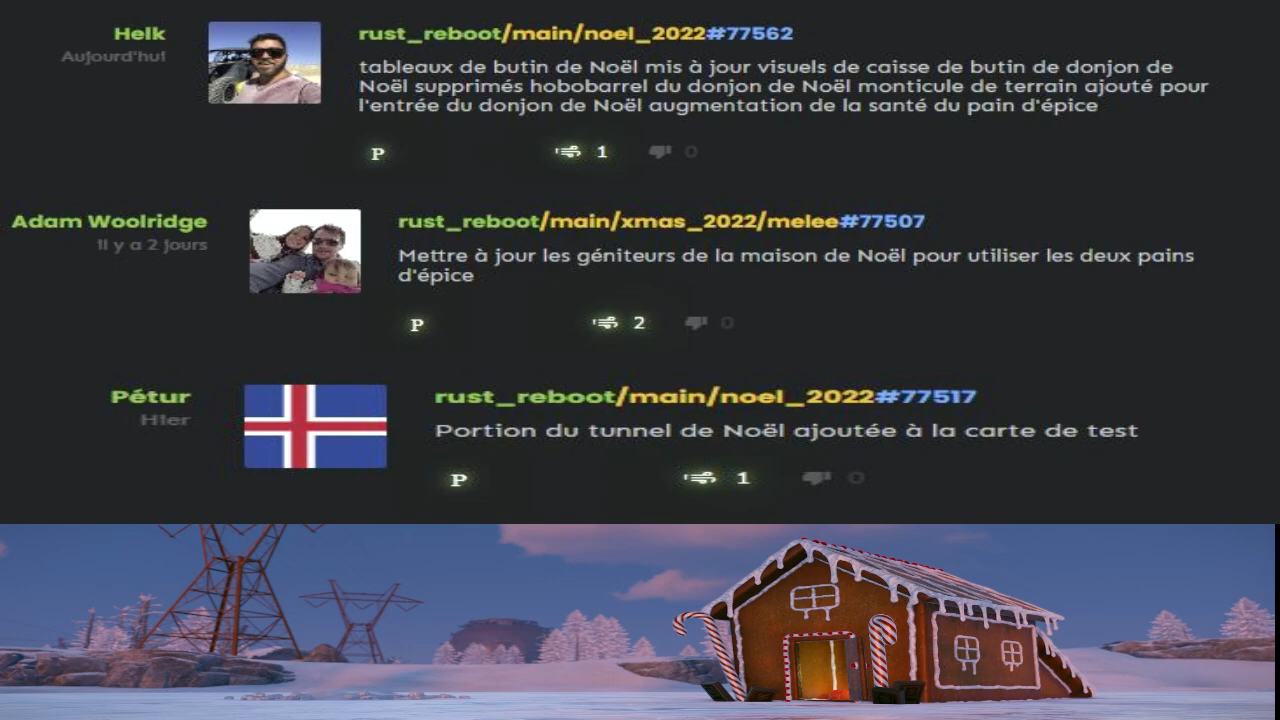 Helk
Aujourd'hui
rust_reboot/main/noel_2022#77562
tableaux de butin de Noël mis à jour visuels de caisse de butin de donjon de
Noël supprimés hobobarrel du donjon de Noël monticule de terrain ajouté pour
l'entrée du donjon de Noël augmentation de la santé du pain d'épice
P
1
0
Adam Woolridge
Il y a 2 jours
rust_reboot/main/xmas_2022/melee#77507
Mettre à jour les géniteurs de la maison de Noël pour utiliser les deux pains
d'épice
P
2
0
Pétur
Hier
rust_reboot/main/noel_2022#77517
Portion du tunnel de Noël ajoutée à la carte de test
P
1
0